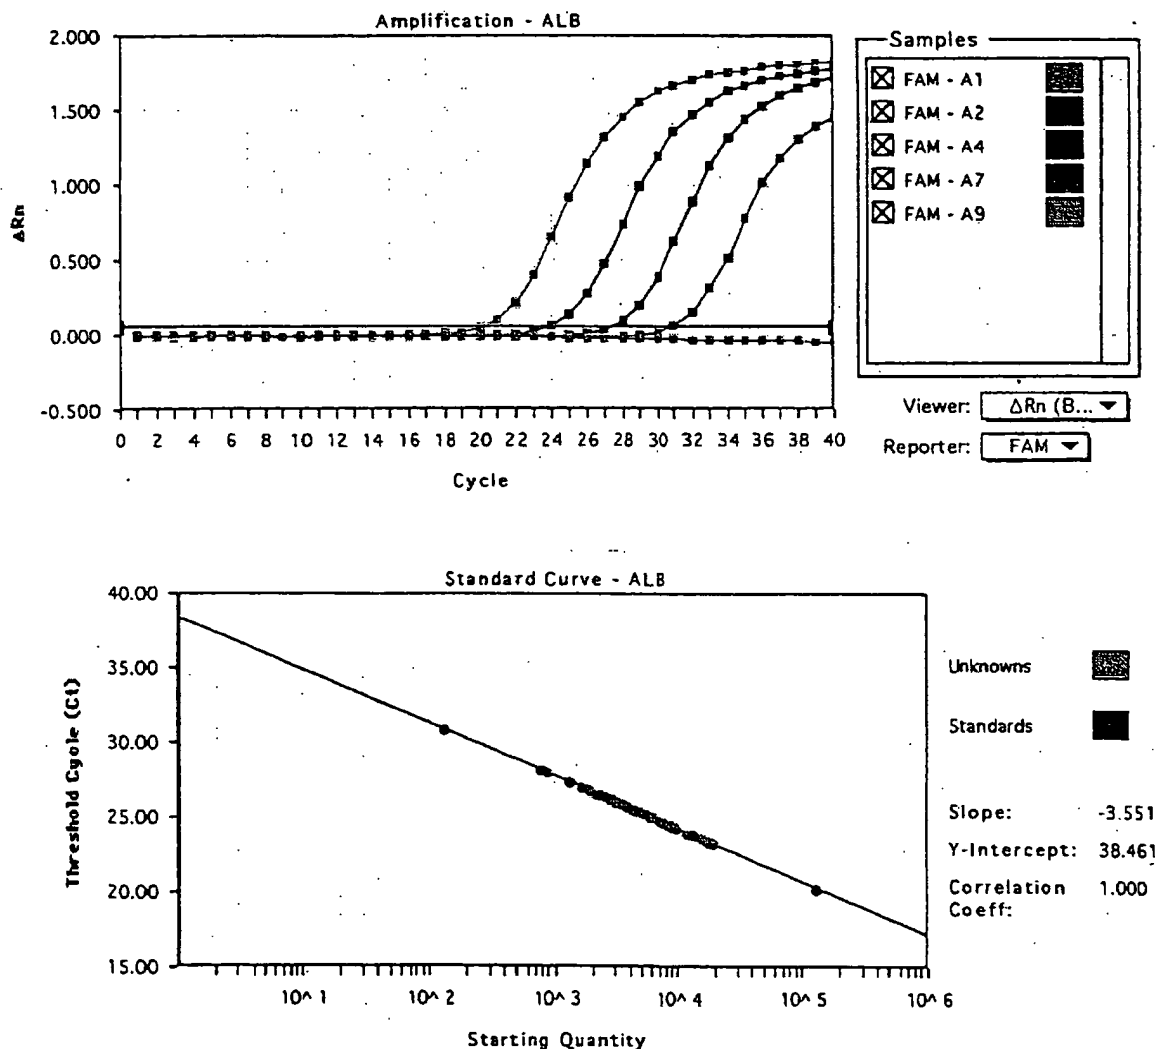 Amplification - ALB
2.000
1.500
1.000
0.500
0.000
-0.500
ΔRn
0 2 4 6 8 10 12 14 16 18 20 22 24 26 28 30 32 34 36 38 40
Cycle
Samples
FAM - A1
FAM - A2
FAM - A4
FAM - A7
FAM - A9
Viewer: ΔRn (B...
Reporter: FAM
Standard Curve - ALB
40.00
35.00
30.00
25.00
20.00
15.00
Threshold Cycle (Ct)
10^1 10^2 10^3 10^4 10^5 10^6
Starting Quantity
Unknowns
Standards
Slope: -3.551
Y-Intercept: 38.461
Correlation 1.000
Coeff: